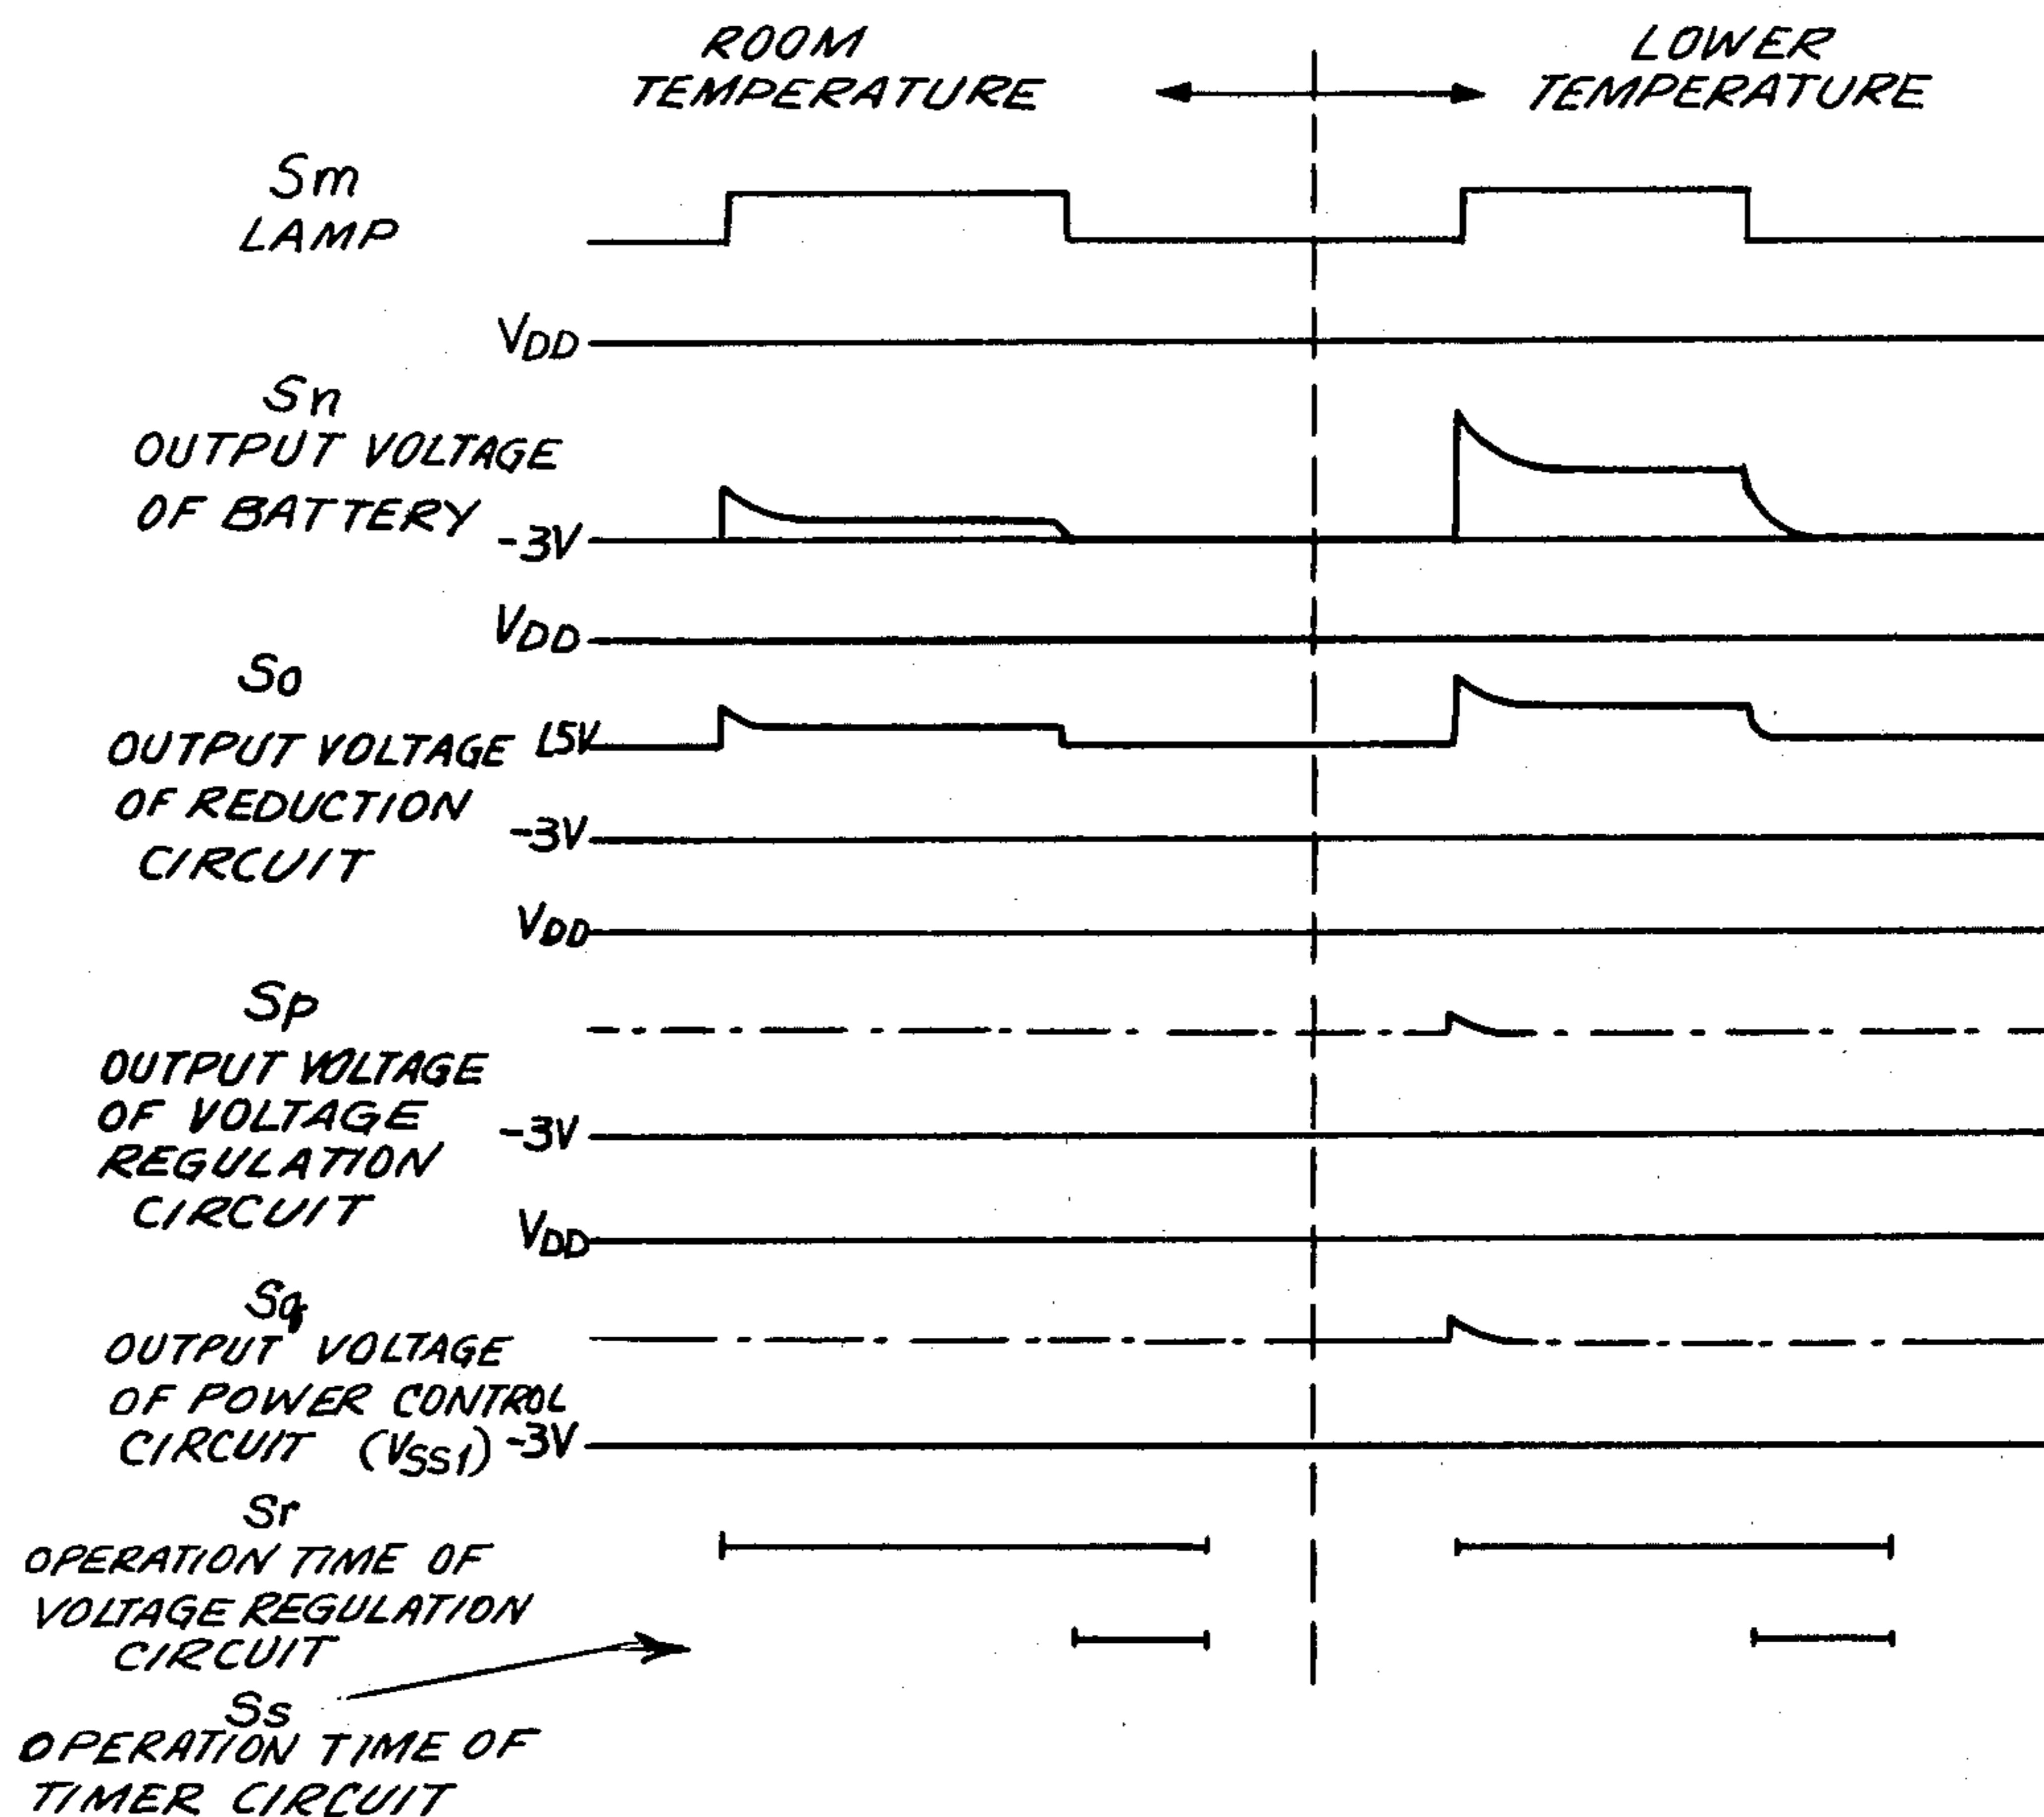 ROOM
TEMPERATURE
LOWER
TEMPERATURE
Sm
LAMP
VDD
Sn
OUTPUT VOLTAGE
OF BATTERY
-3V
VDD
So
OUTPUT VOLTAGE
1.5V
OF REDUCTION
CIRCUIT
-3V
VDD
Sp
OUTPUT VOLTAGE
OF VOLTAGE
REGULATION
CIRCUIT
-3V
VDD
Sq
OUTPUT VOLTAGE
OF POWER CONTROL
CIRCUIT (VSS1)
-3V
Sr
OPERATION TIME OF
VOLTAGE REGULATION
CIRCUIT
Ss
OPERATION TIME OF
TIMER CIRCUIT